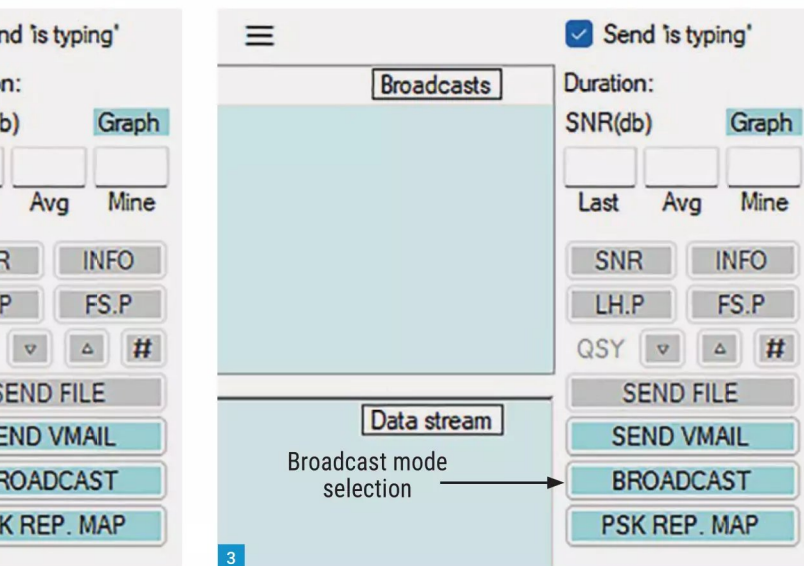 nd 'is typing'
n:
b) Graph
Avg Mine
R INFO
P FS.P
#
SEND FILE
END VMAIL
ROADCAST
K REP. MAP
Send 'is typing'
Broadcasts
Duration:
SNR(db) Graph
Last Avg Mine
SNR INFO
LH.P FS.P
QSY #
SEND FILE
Data stream
SEND VMAIL
Broadcast mode
selection
BROADCAST
PSK REP. MAP
3